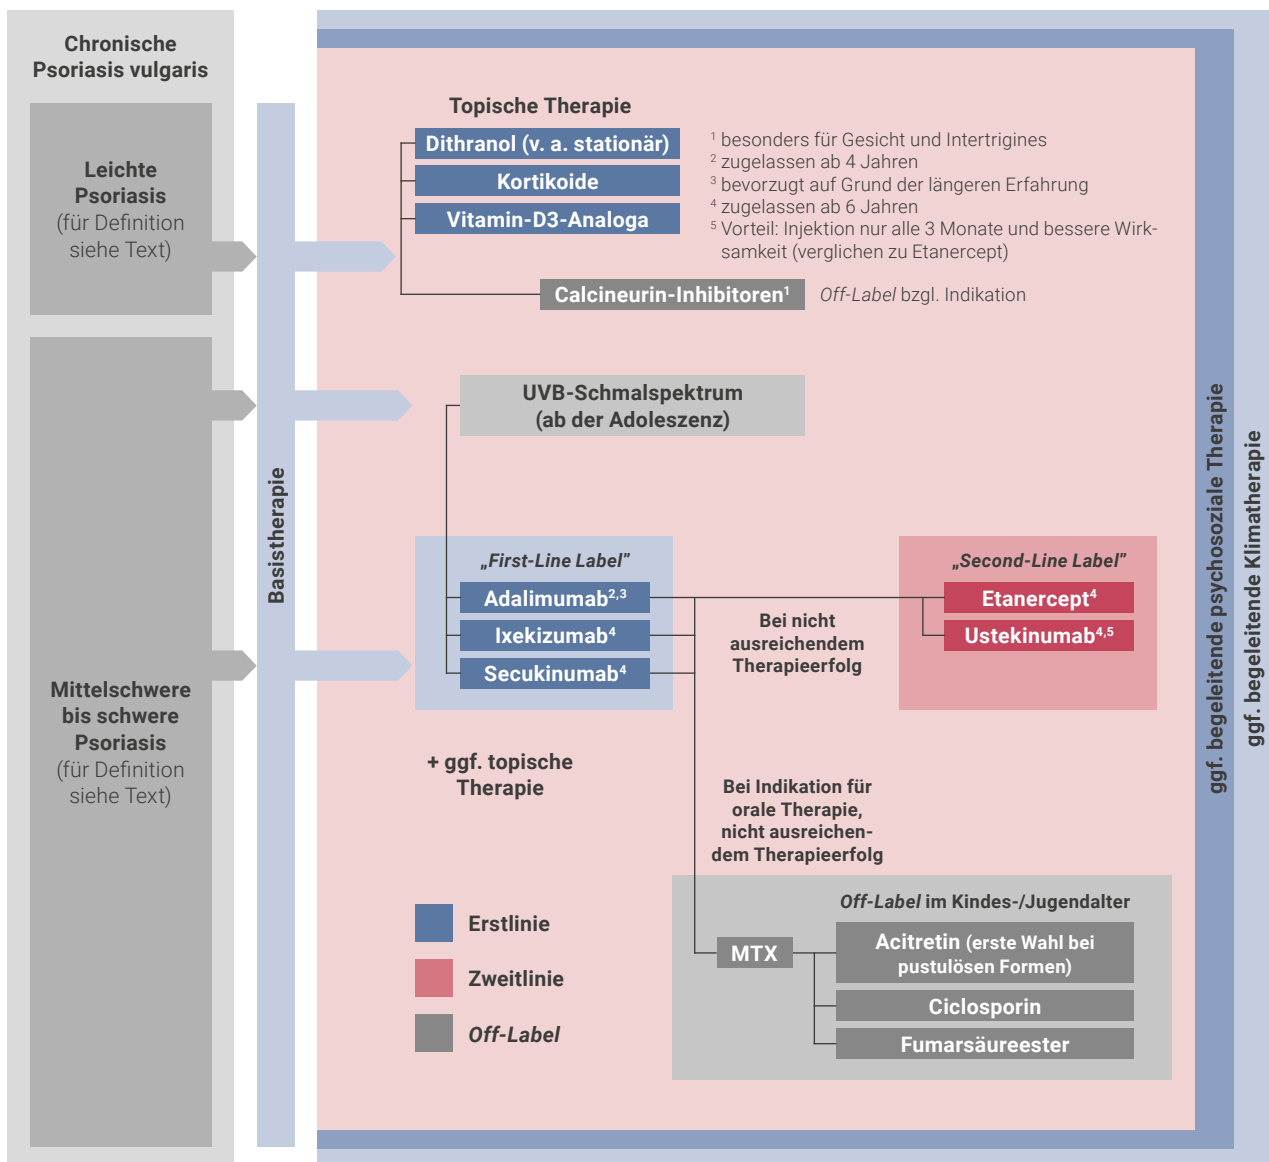 Chronische
Psoriasis vulgaris
Leichte
Psoriasis
(für Definition
siehe Text)
Mittelschwere
bis schwere
Psoriasis
(für Definition
siehe Text)
Basistherapie
Topische Therapie
Dithranol (v. a. stationär)
Kortikoide
Vitamin-D3-Analoga
Calcineurin-Inhibitoren¹
Off-Label bzgl. Indikation
¹ besonders für Gesicht und Intertrigines
² zugelassen ab 4 Jahren
³ bevorzugt auf Grund der längeren Erfahrung
⁴ zugelassen ab 6 Jahren
⁵ Vorteil: Injektion nur alle 3 Monate und bessere Wirk-
samkeit (verglichen zu Etanercept)
UVB-Schmalspektrum
(ab der Adoleszenz)
„First-Line Label”
Adalimumab²,³
Ixekizumab⁴
Secukinumab⁴
+ ggf. topische
Therapie
Bei nicht
ausreichendem
Therapieerfolg
„Second-Line Label”
Etanercept⁴
Ustekinumab⁴,⁵
Bei Indikation für
orale Therapie,
nicht ausreichen-
dem Therapieerfolg
Off-Label im Kindes-/Jugendalter
MTX
Acitretin (erste Wahl bei
pustulösen Formen)
Ciclosporin
Fumarsäureester
Erstlinie
Zweitlinie
Off-Label
ggf. begeleitende psychosoziale Therapie
ggf. begeleitende Klimatherapie